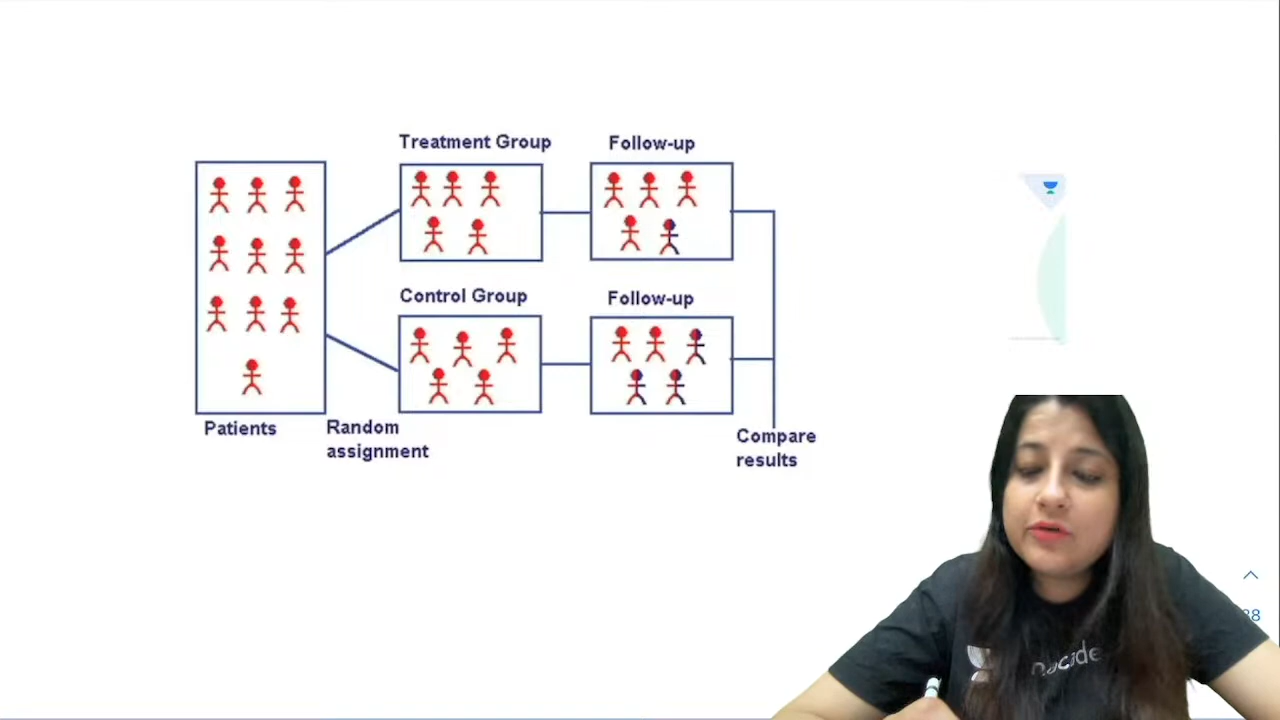 Treatment Group
Follow-up
Control Group
Follow-up
Patients
Random
assignment
Compare
results